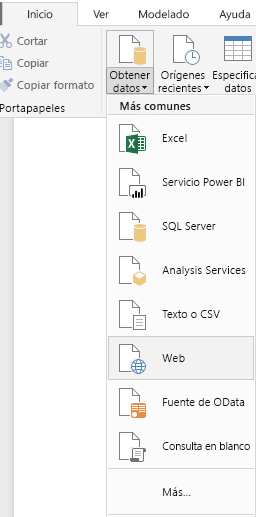 Inicio Ver Modelado Ayuda
Cortar
Copiar
Copiar formato
Portapapeles
Obtener datos
Orígenes recientes
Especifica datos
Más comunes
Excel
Servicio Power BI
SQL Server
Analysis Services
Texto o CSV
Web
Fuente de OData
Consulta en blanco
Más...